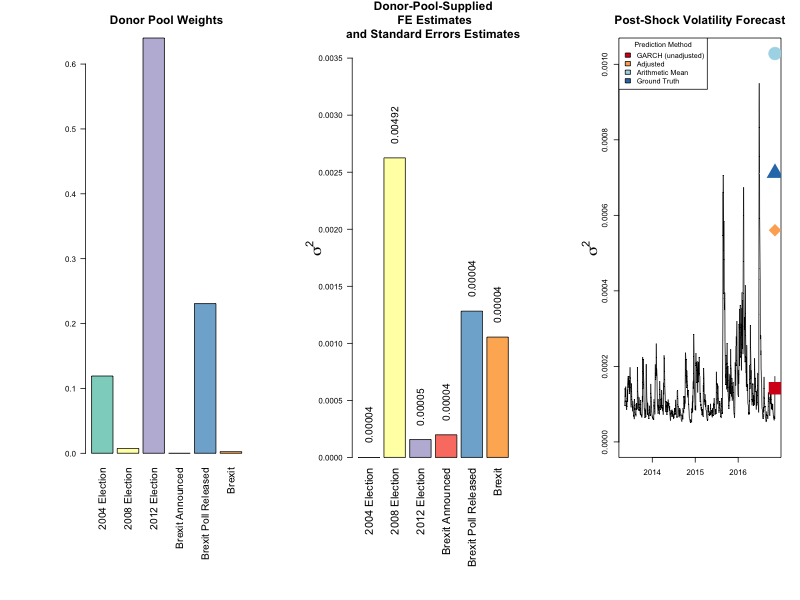 Donor Pool Weights
0.6
0.5
0.4
0.3
0.2
0.1
0.0
2004 Election
2008 Election
2012 Election
Brexit Announced
Brexit Poll Released
Brexit
Donor-Pool-Supplied
FE Estimates
and Standard Errors Estimates
σ2
0.0035
0.0030
0.0025
0.0020
0.0015
0.0010
0.0005
0.0000
0.00004
0.00492
0.00005
0.00004
0.00004
0.00004
2004 Election
2008 Election
2012 Election
Brexit Announced
Brexit Poll Released
Brexit
Post-Shock Volatility Forecast
σ2
0.0010
0.0008
0.0006
0.0004
0.0002
0.0000
Prediction Method
GARCH (unadjusted)
Adjusted
Arithmetic Mean
Ground Truth
2014
2015
2016